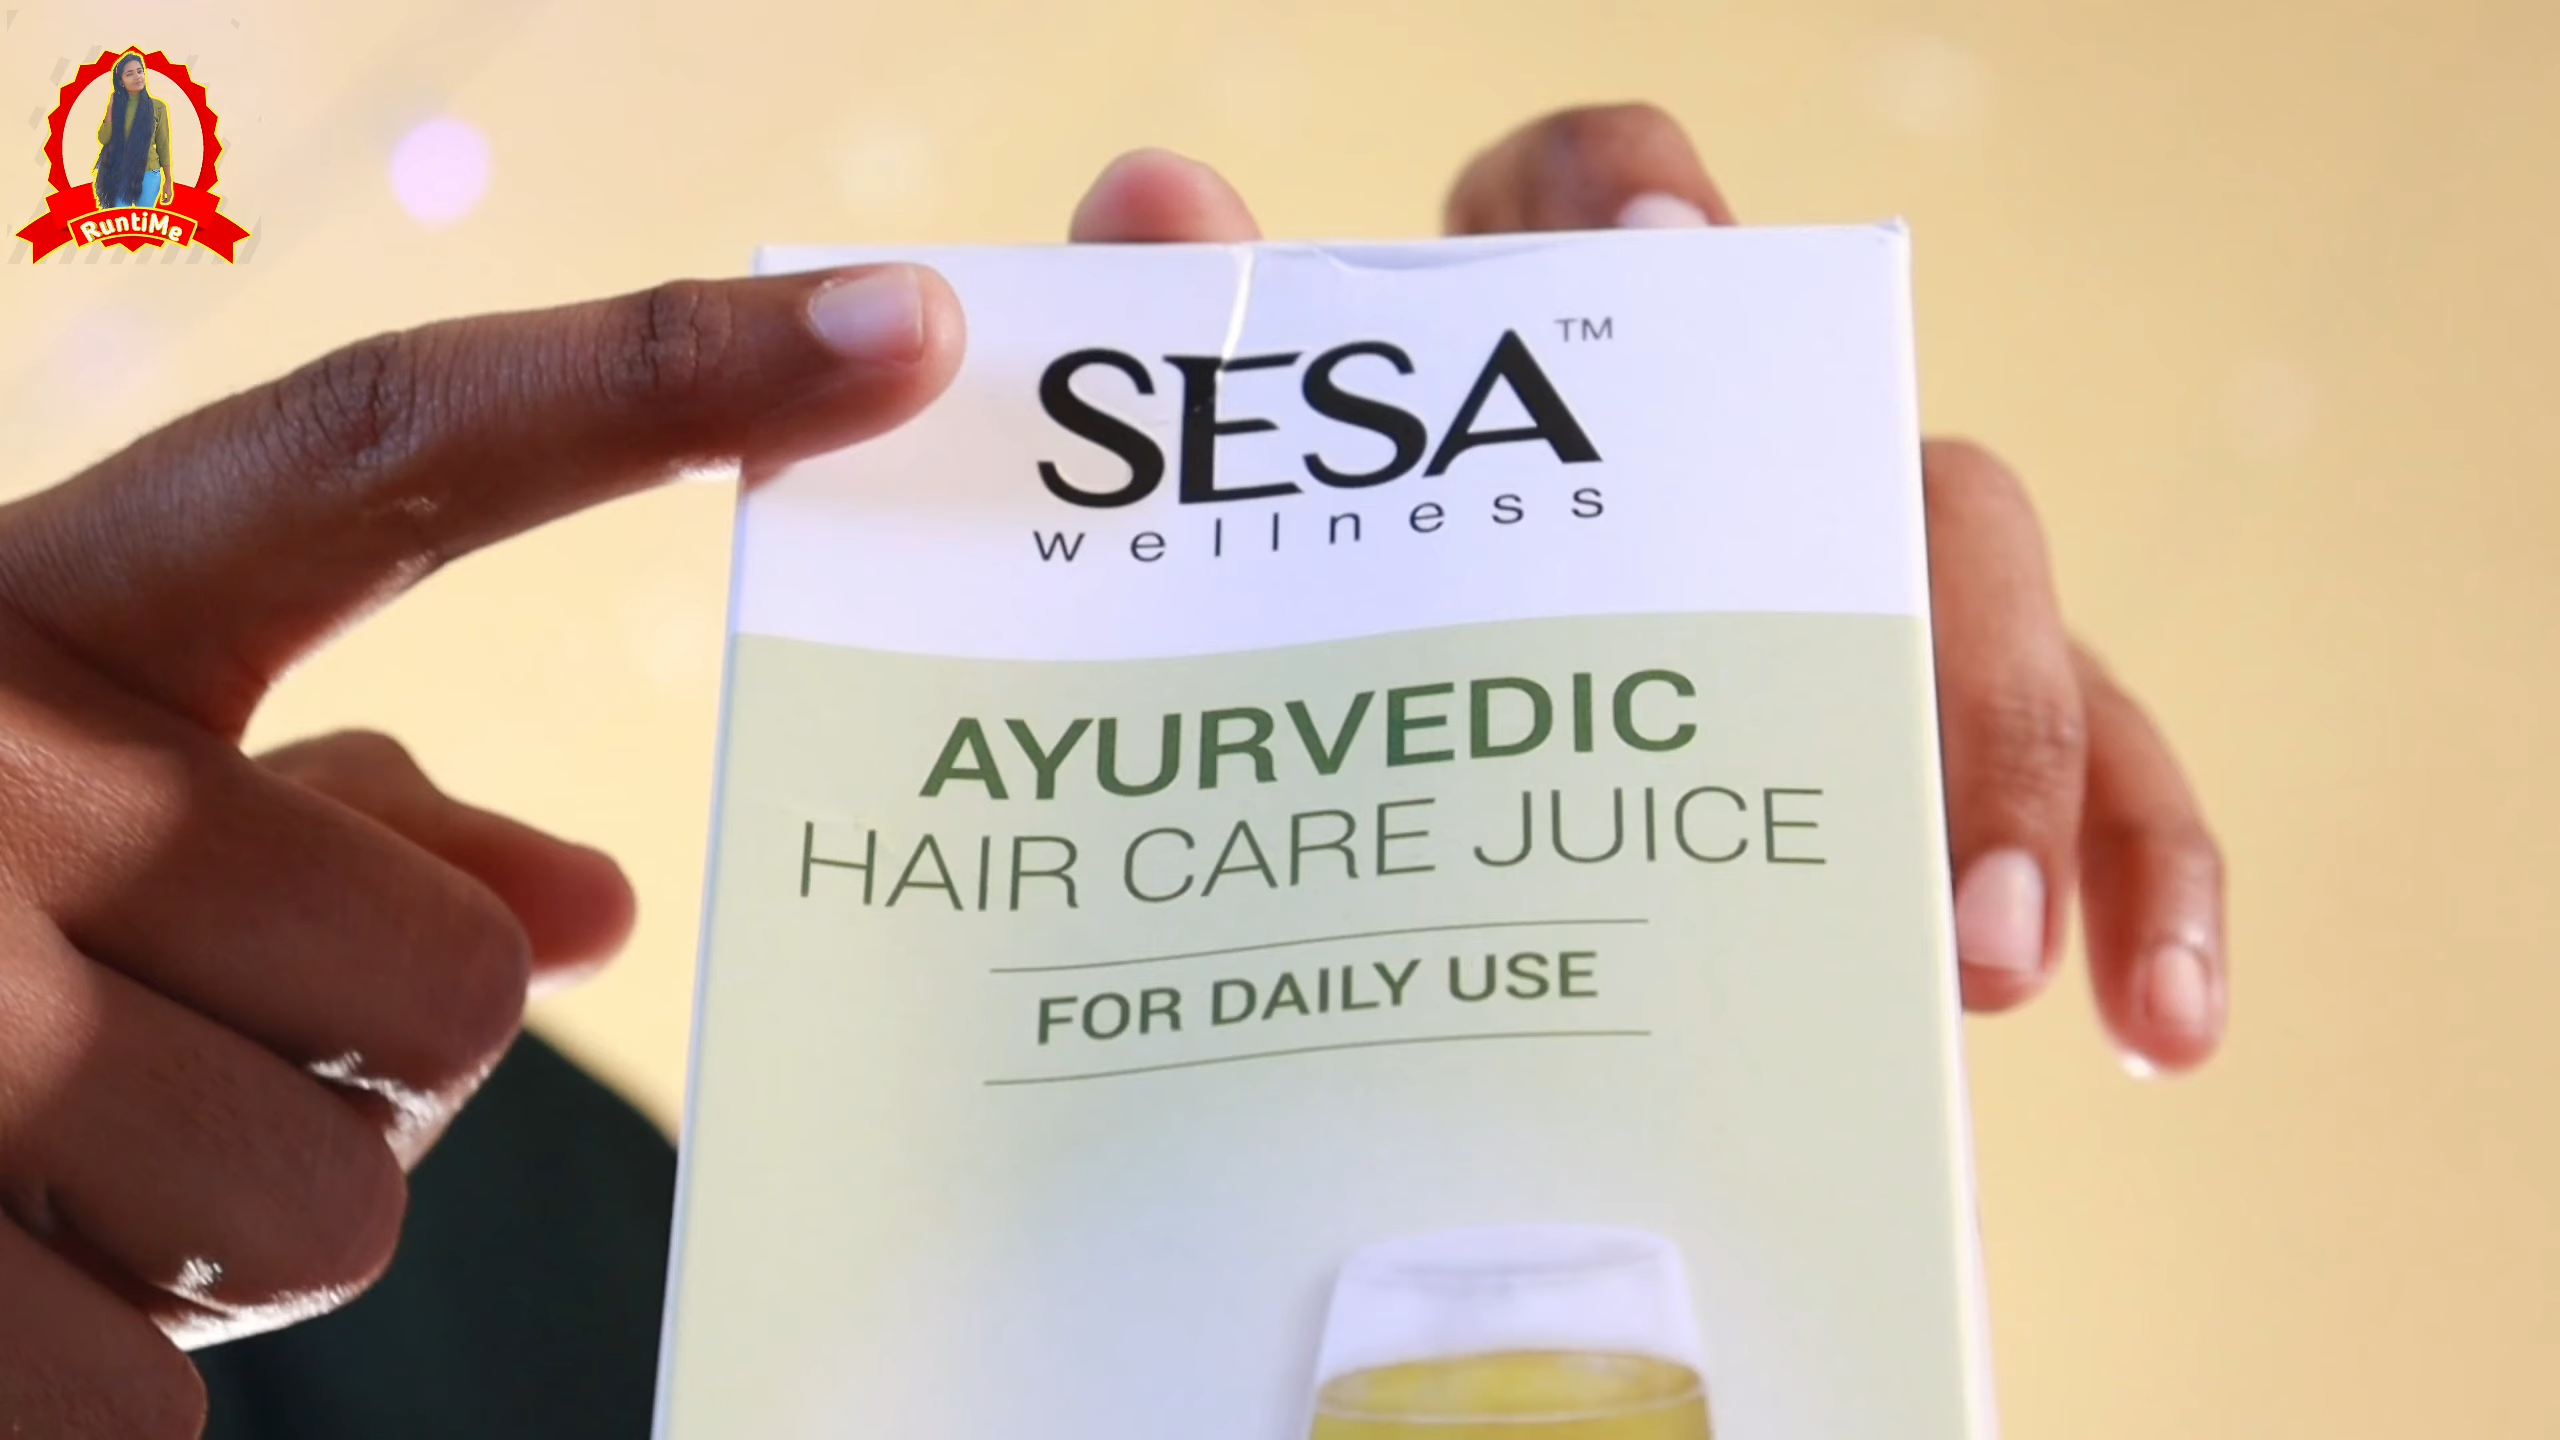 RuntiMe
SESA™
wellness
AYURVEDIC
HAIR CARE JUICE
FOR DAILY USE